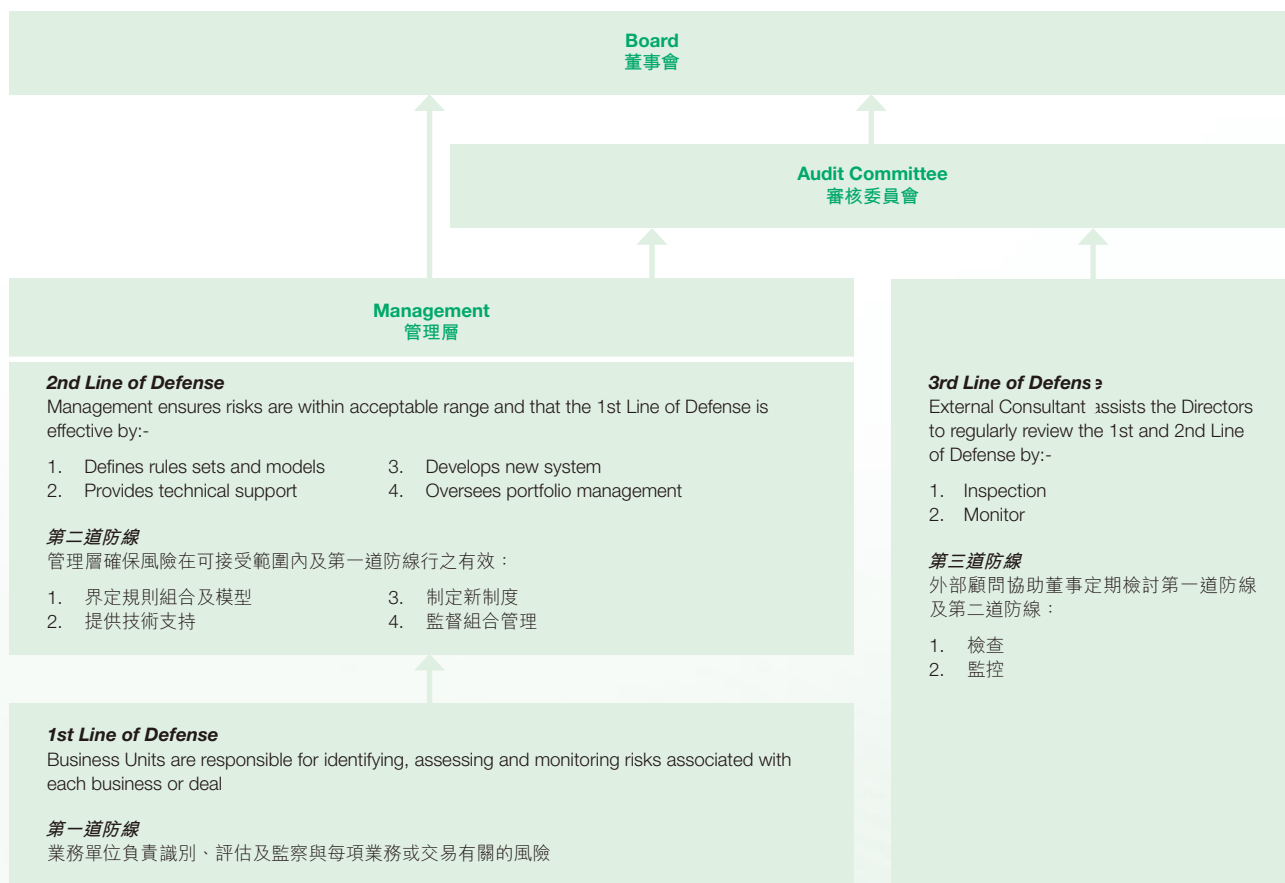 Board
董事會
Audit Committee
審核委員會
Management
管理層
2nd Line of Defense
Management ensures risks are within acceptable range and that the 1st Line of Defense is
effective by:-
1. Defines rules sets and models
2. Provides technical support
3. Develops new system
4. Oversees portfolio management
第二道防線
管理層確保風險在可接受範圍內及第一道防線行之有效：
1. 界定規則組合及模型
2. 提供技術支持
3. 制定新制度
4. 監督組合管理
3rd Line of Defense
External Consultant assists the Directors
to regularly review the 1st and 2nd Line
of Defense by:-
1. Inspection
2. Monitor
第三道防線
外部顧問協助董事定期檢討第一道防線
及第二道防線：
1. 檢查
2. 監控
1st Line of Defense
Business Units are responsible for identifying, assessing and monitoring risks associated with
each business or deal
第一道防線
業務單位負責識別、評估及監察與每項業務或交易有關的風險